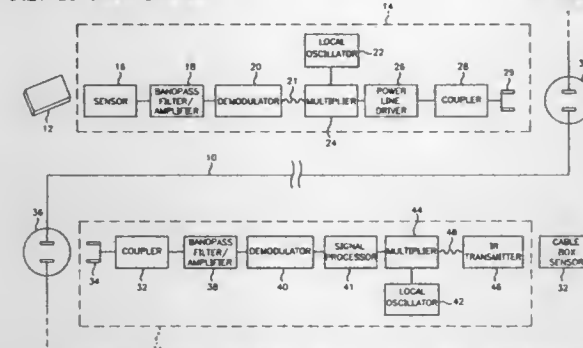 14
LOCAL
OSCILLATOR
22
16
18
20
21
26
28
29
SENSOR
BANDPASS
FILTER/
AMPLIFIER
DEMODULATOR
MULTIPLIER
POWER
LINE
DRIVER
COUPLER
12
24
10
36
44
48
COUPLER
BANDPASS
FILTER/
AMPLIFIER
DEMODULATOR
SIGNAL
PROCESSOR
MULTIPLIER
IR
TRANSMITTER
CABLE
BOX
SENSOR
34
32
38
40
41
LOCAL
OSCILLATOR
42
46
32